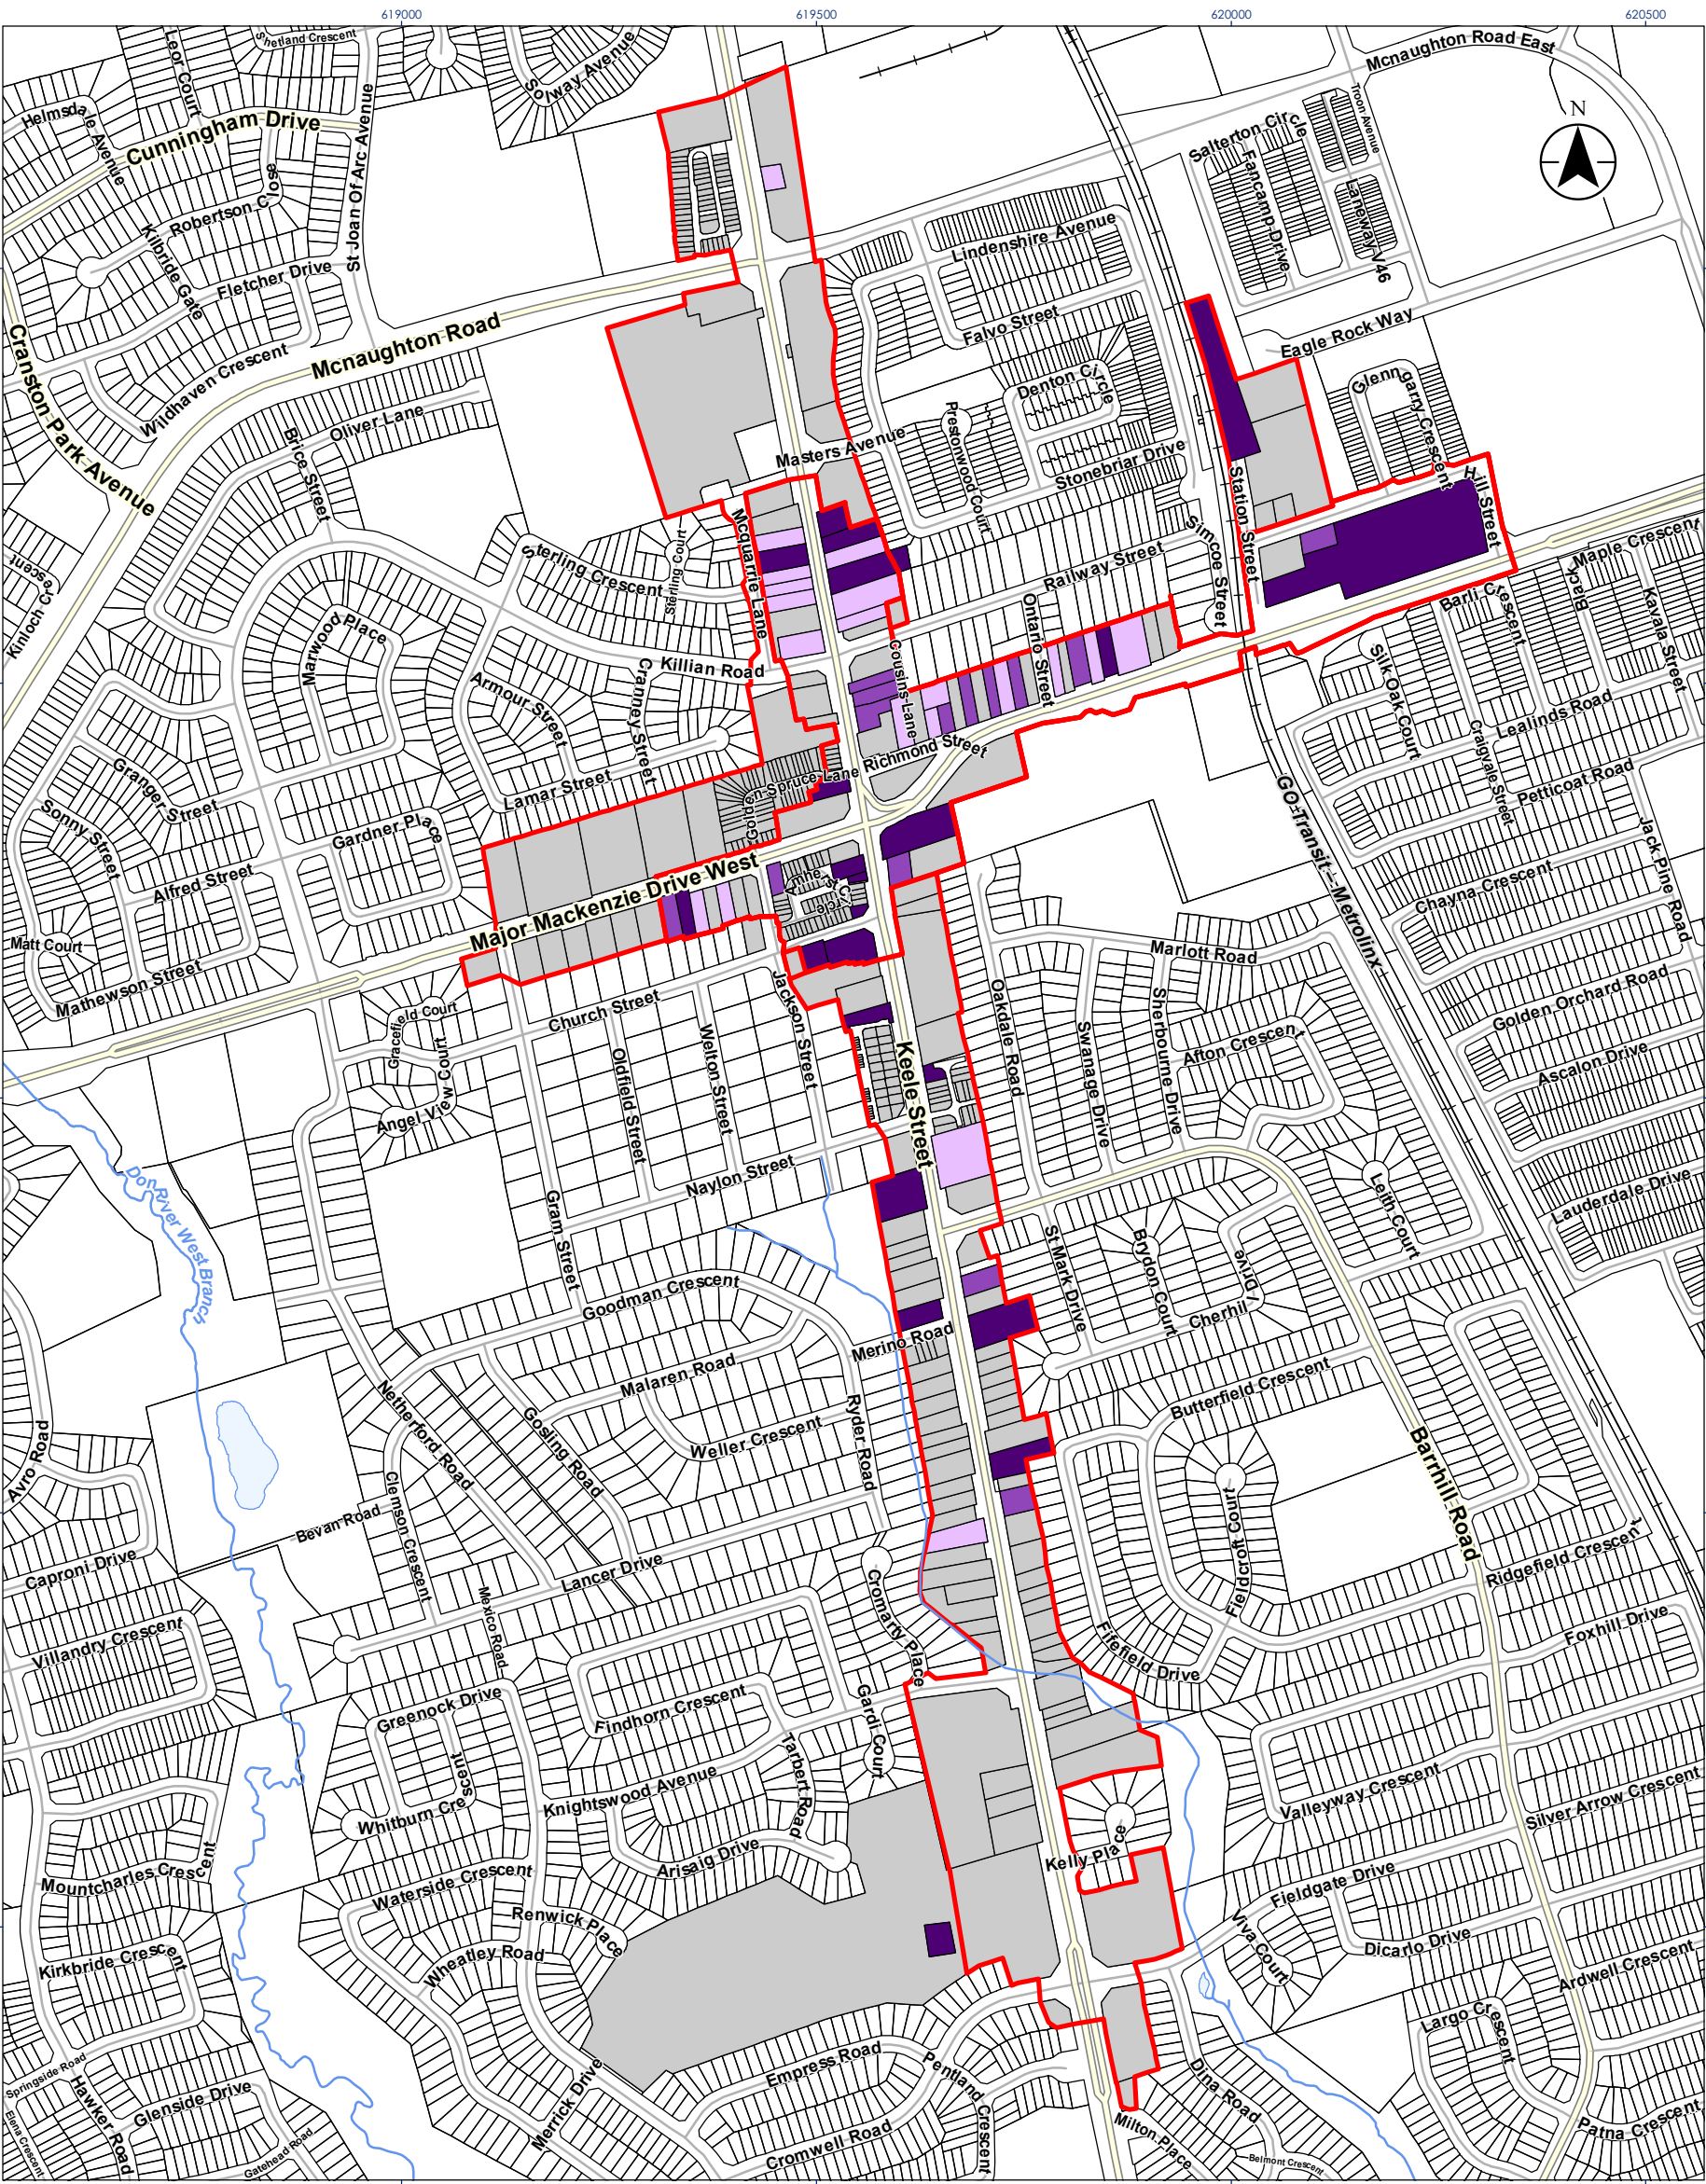 619000
619500
620000
620500
Shetland Crescent
Leor Court
Solway Avenue
Mcnaughton Road East
N
Helmsdale Avenue
Cunningham Drive
St Joan Of Arc Avenue
Salterton Circle
Troon Avenue
Fancamp Drive
Laneway V46
Robertson Close
Kilbride Gate
Fletcher Drive
Lindenshire Avenue
Falvo Street
Eagle Rock Way
Cranston Park Avenue
Mcnaughton Road
Wildhaven Crescent
Oliver Lane
Brice Street
Denton Circle
Prestonwood Court
Glenngarry Crescent
Masters Avenue
Stonebriar Drive
Station Street
Hill Street
Simcoe Street
Maple Crescent
Mcquarrie Lane
Sterling Crescent
Sterling Court
Railway Street
Ontario Street
Kinloch Crescent
Marwood Place
Killian Road
Cousins Lane
Barli Crescent
Beck
Kavala Street
Silk Oak Court
Lealinds Road
Craigvale Street
Petticoat Road
Armour Street
Cranney Street
Lamar Street
Granger Street
Sonny Street
Gardner Place
Golden Spruce Lane
Richmond Street
GO Transit - Metrolinx
Jack Pine Road
Alfred Street
Major Mackenzie Drive West
Amherst Circle
Chayna Crescent
Matt Court
Mathewson Street
Marlott Road
Golden Orchard Road
Gracefield Court
Church Street
Jackson Street
Oakdale Road
Swanage Drive
Sherbourne Drive
Afton Crescent
Ascalon Drive
Angel View Court
Oldfield Street
Welton Street
Keele Street
Naylon Street
Gram Street
Don River West Branch
Leith Court
Lauderdale Drive
St Mark Drive
Brydon Court
Cherhill Drive
Goodman Crescent
Merino Road
Malaren Road
Netherford Road
Gosling Road
Weller Crescent
Ryder Road
Butterfield Crescent
Barrhill Road
Avro Road
Clemson Crescent
Bevan Road
Fieldcroft Court
Caproni Drive
Lancer Drive
Ridgefield Crescent
Mexico Road
Cromarty Place
Villandry Crescent
Fifefield Drive
Foxhill Drive
Greenock Drive
Findhorn Crescent
Gardi Court
Tarbert Road
Whitburn Crescent
Knightswood Avenue
Valleyway Crescent
Silver Arrow Crescent
Mountcharles Crescent
Arisaig Drive
Kelly Place
Waterside Crescent
Fieldgate Drive
Renwick Place
Viva Court
Dicarlo Drive
Kirkbride Crescent
Wheatley Road
Ardwell Crescent
Largo Crescent
Springside Road
Hawker Road
Glenside Drive
Empress Road
Pentland Crescent
Dina Road
Merrick Drive
Elena Crescent
Gatehead Road
Cromwell Road
Milton Place
Belmont Crescent
Patna Crescent